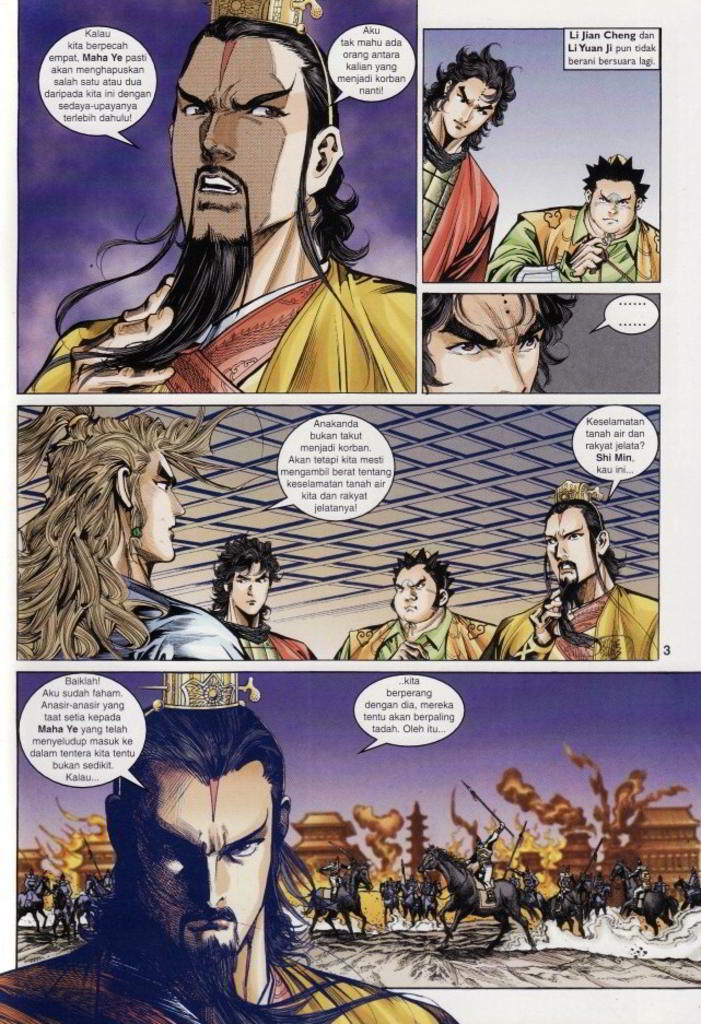 Kalau
kita berpecah
empat, Maha Ye pasti
akan menghapuskan
salah satu atau dua
daripada kita ini dengan
sedaya-upayanya
terlebih dahulu!
Aku
tak mahu ada
orang antara
kalian yang
menjadi korban
nanti!
Li Jian Cheng dan
Li Yuan Ji pun tidak
berani bersuara lagi.
......
......
Anakanda
bukan takut
menjadi korban.
Akan tetapi kita mesti
mengambil berat tentang
keselamatan tanah air
kita dan rakyat
jelatanya!
Keselamatan
tanah air dan
rakyat jelata?
Shi Min,
kau ini...
3
Baiklah!
Aku sudah faham.
Anasir-anasir yang
taat setia kepada
Maha Ye yang telah
menyeludup masuk ke
dalam tentera kita tentu
bukan sedikit.
Kalau...
..kita
berperang
dengan dia, mereka
tentu akan berpaling
tadah. Oleh itu...